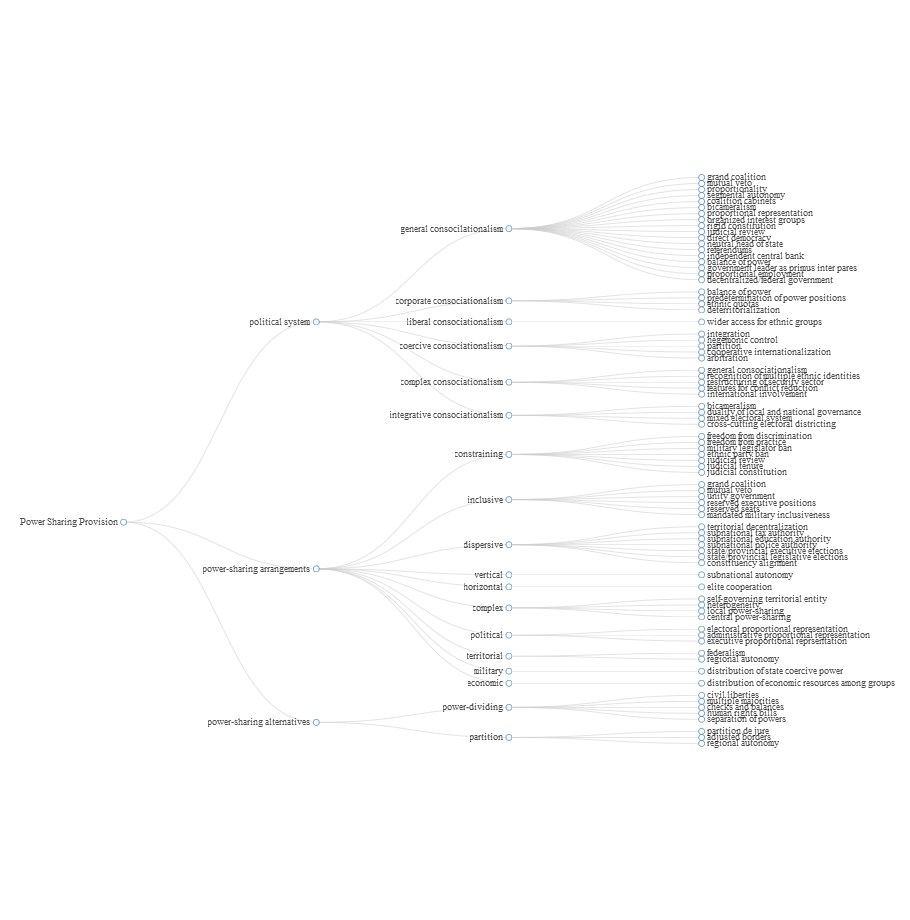 Power Sharing Provision
political system
power-sharing arrangements
power-sharing alternatives
general consocilationalism
corporate consociationalism
liberal consociationalism
coercive consociationalism
complex consociationalism
integrative consociationalism
constraining
inclusive
dispersive
vertical
horizontal
complex
political
territorial
military
economic
power-dividing
partition
grand coalition
mutual veto
proportionality
segmental autonomy
coalition cabinets
bicameralism
proportional representation
organized interest groups
rigid constitution
judicial review
direct democracy
neutral head of state
referendums
independent central bank
balance of power
government leader as primus inter pares
proportional employment
decentralized/federal government
balance of power
predetermination of power positions
ethnic quotas
deterritorialization
wider access for ethnic groups
integration
hegemonic control
partition
cooperative internationalization
arbitration
general consociationalism
recognition of multiple ethnic identities
restructuring of security sector
features for conflict reduction
international involvement
bicameralism
duality of local and national governance
mixed electoral system
cross-cutting electoral districting
freedom from discrimination
freedom from practice
military legislator ban
ethnic party ban
judicial review
judicial tenure
judicial constitution
grand coalition
mutual veto
unity government
reserved executive positions
reserved seats
mandated military inclusiveness
territorial decentralization
subnational tax authority
subnational education authority
subnational police authority
state/provincial executive elections
state/provincial legislative elections
constituency alignment
subnational autonomy
elite cooperation
self-governing territorial entity
heterogeneity
local power-sharing
central power-sharing
electoral proportional representation
administrative proportional representation
executive proportional representation
federalism
regional autonomy
distribution of state coercive power
distribution of economic resources among groups
civil liberties
multiple majorities
checks and balances
human rights bills
separation of powers
partition de jure
adjusted borders
regional autonomy